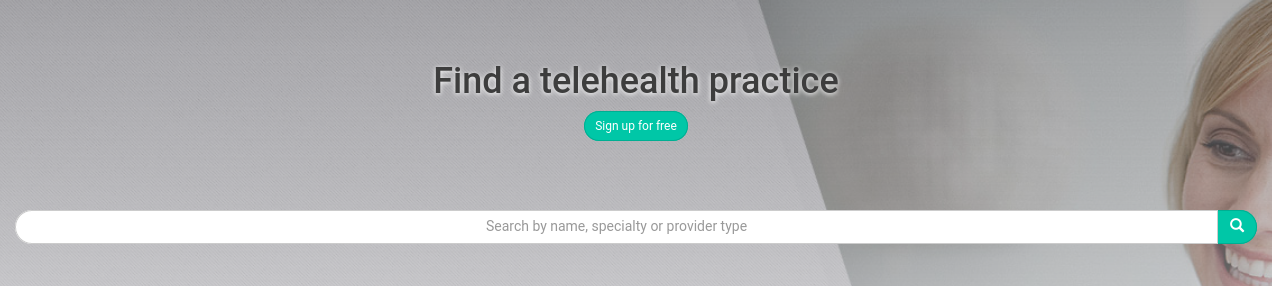 Find a telehealth practice
Sign up for free
Search by name, specialty or provider type